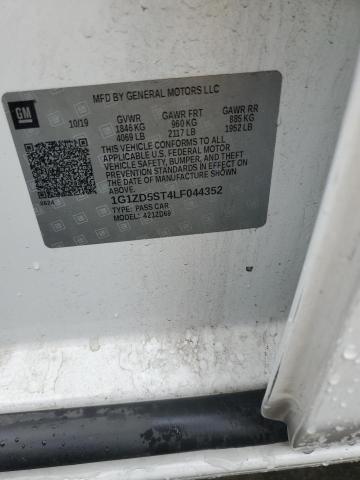 GM
MFD BY GENERAL MOTORS LLC
10/19 GVWR GAWR FRT GAWR RR
1846 KG 960 KG 885 KG
4069 LB 2117 LB 1952 LB
THIS VEHICLE CONFORMS TO ALL
APPLICABLE U.S. FEDERAL MOTOR
VEHICLE SAFETY, BUMPER, AND THEFT
PREVENTION STANDARDS IN EFFECT ON
THE DATE OF MANUFACTURE SHOWN
ABOVE.
1G1ZD5ST4LF044352
TYPE: PASS CAR
MODEL: 421ZD69